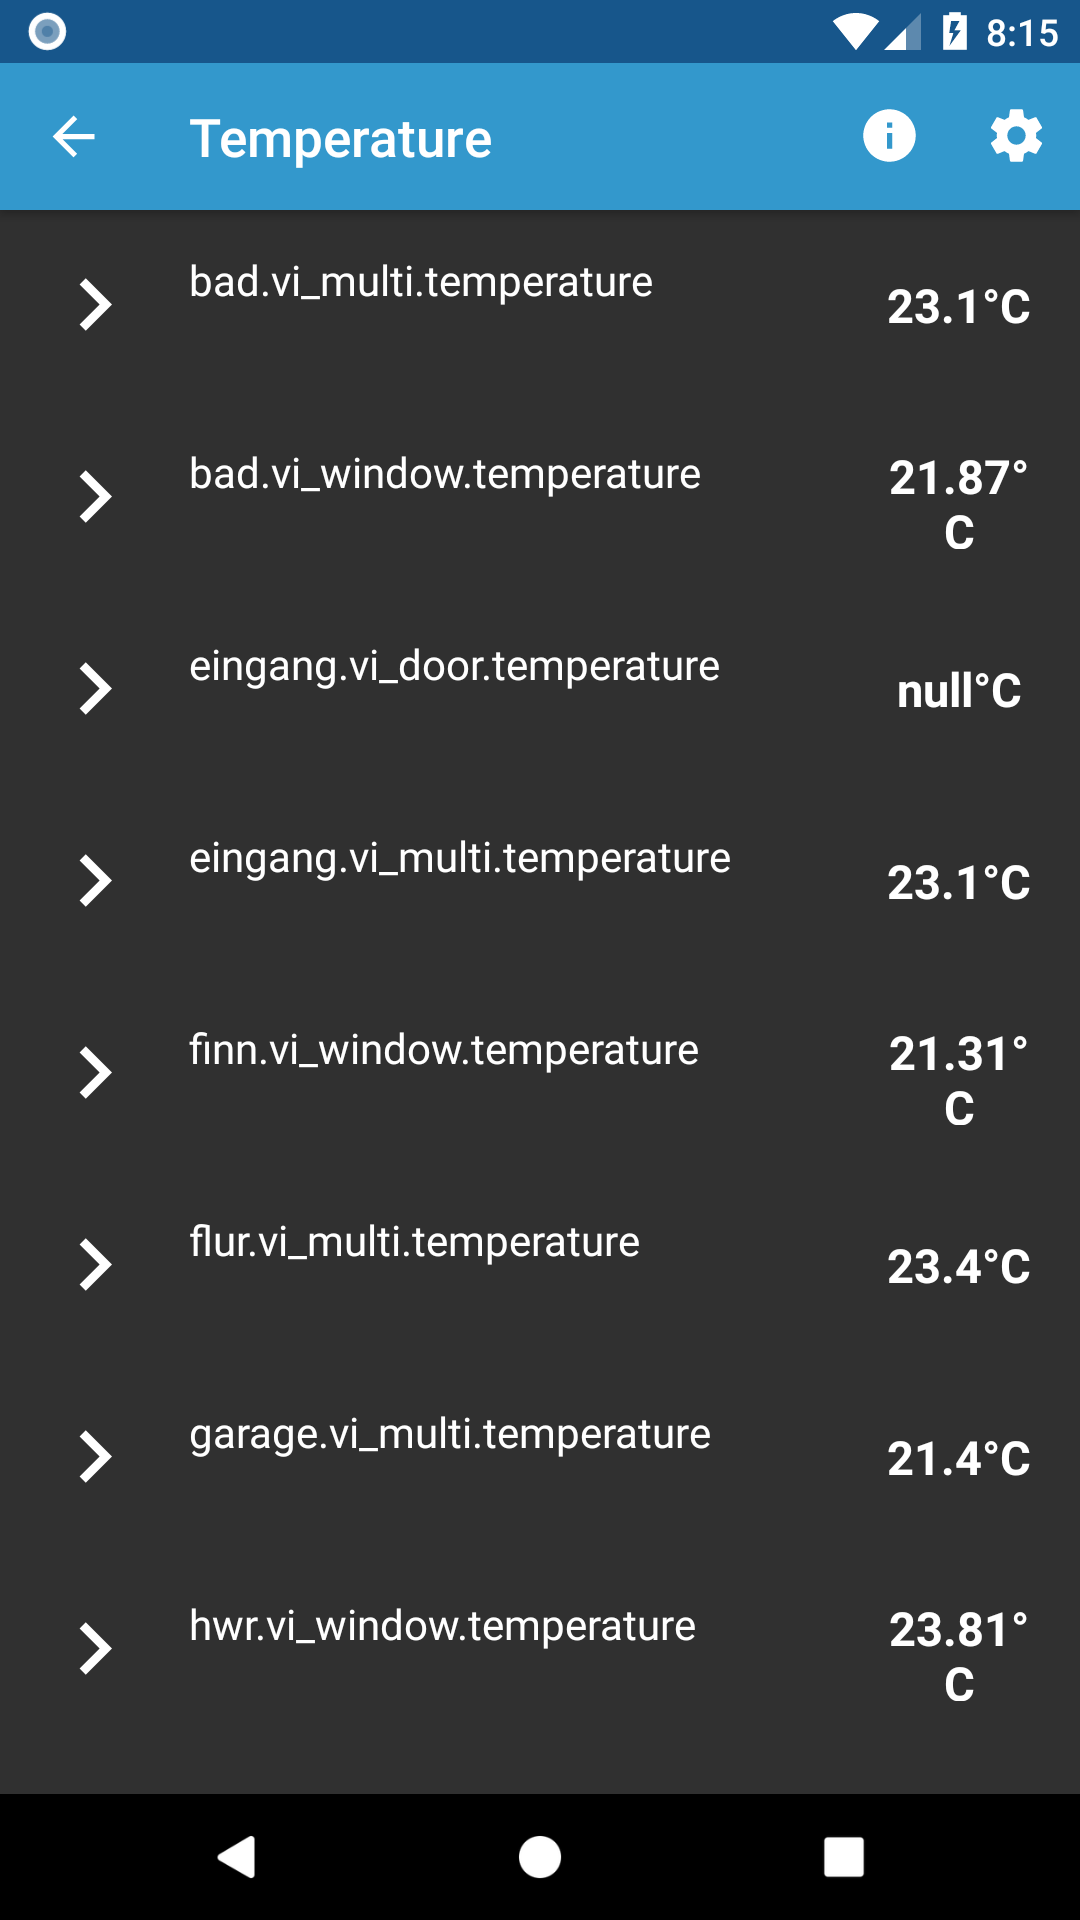 8:15
Temperature
bad.vi_multi.temperature
23.1°C
bad.vi_window.temperature
21.87°
C
eingang.vi_door.temperature
null°C
eingang.vi_multi.temperature
23.1°C
finn.vi_window.temperature
21.31°
C
flur.vi_multi.temperature
23.4°C
garage.vi_multi.temperature
21.4°C
hwr.vi_window.temperature
23.81°
C